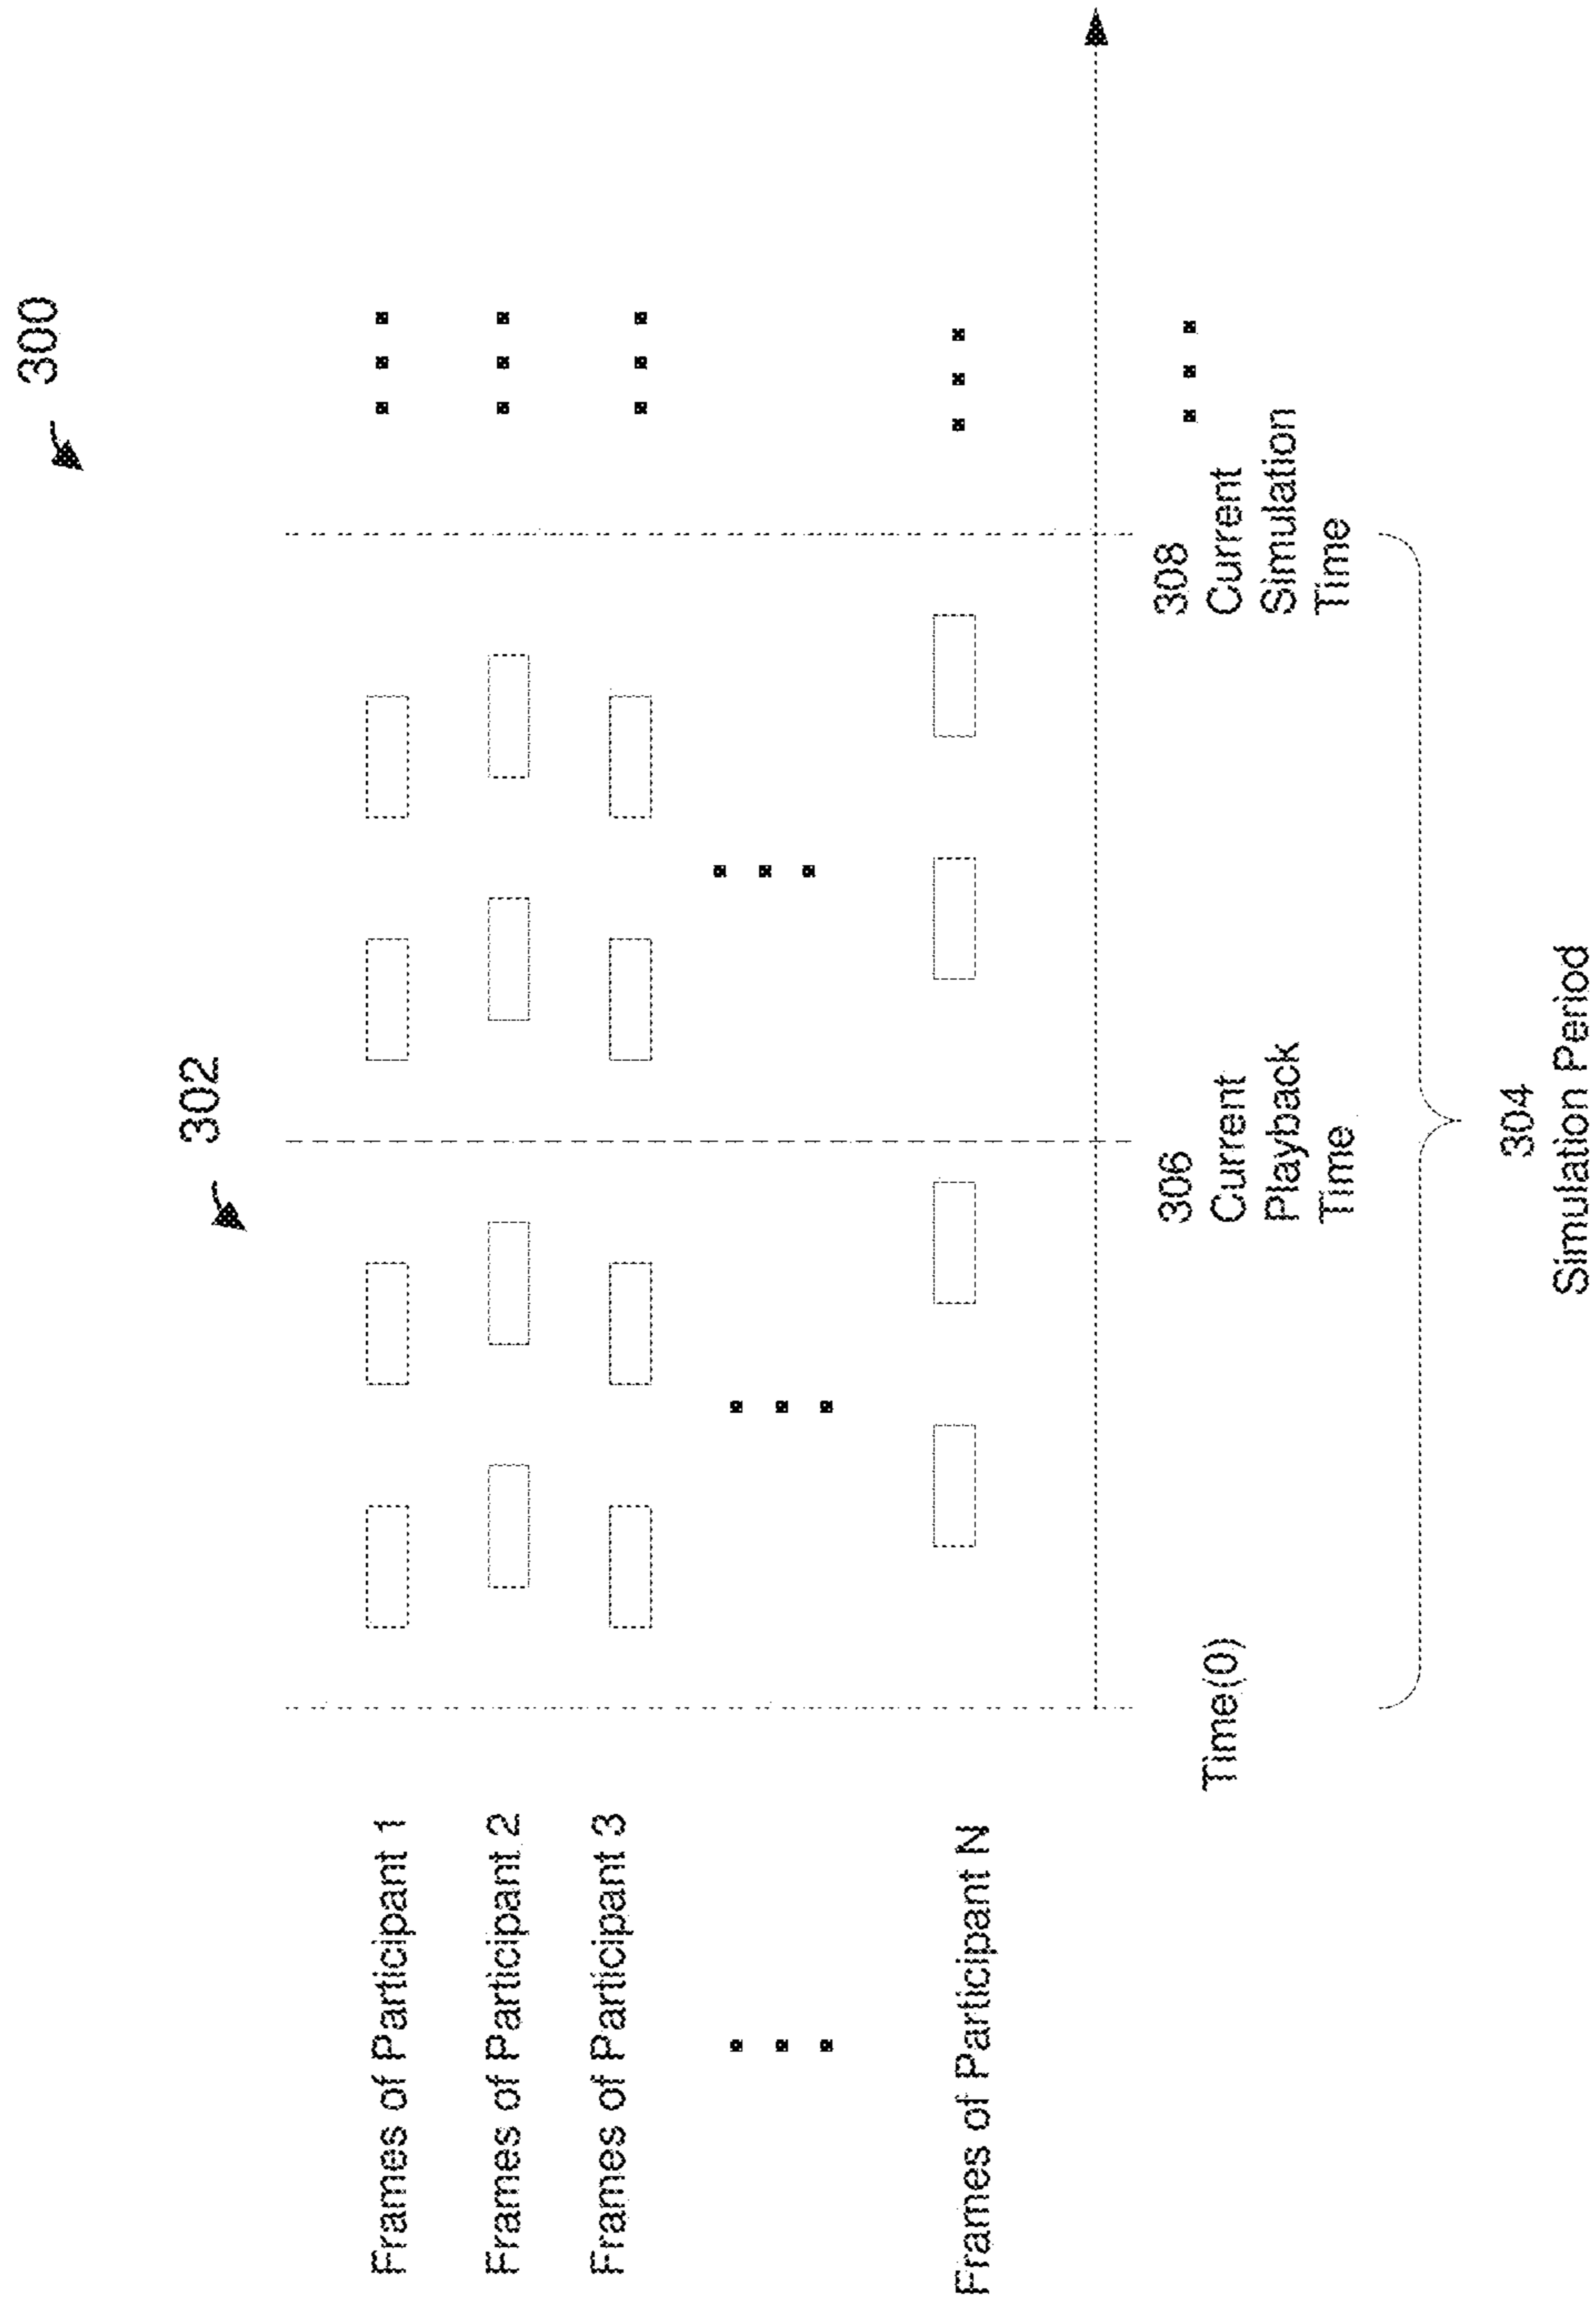 300
302
Frames of Participant 1
Frames of Participant 2
Frames of Participant 3
Frames of Participant N
Time(0)
306
Current
Playback
Time
308
Current
Simulation
Time
304
Simulation Period